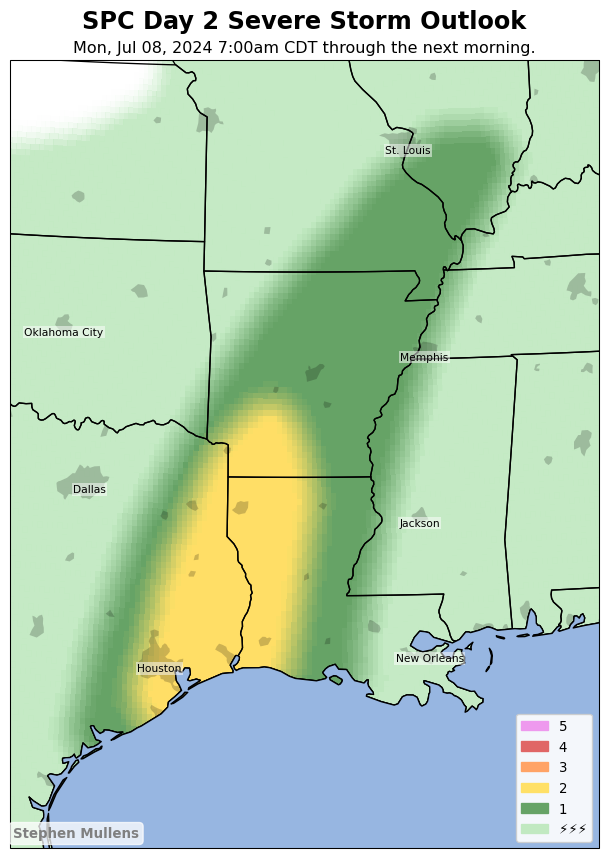 SPC Day 2 Severe Storm Outlook
Mon, Jul 08, 2024 7:00am CDT through the next morning.
St. Louis
Oklahoma City
Memphis
Dallas
Jackson
New Orleans
Houston
5
4
3
2
1
⚡⚡⚡
Stephen Mullens